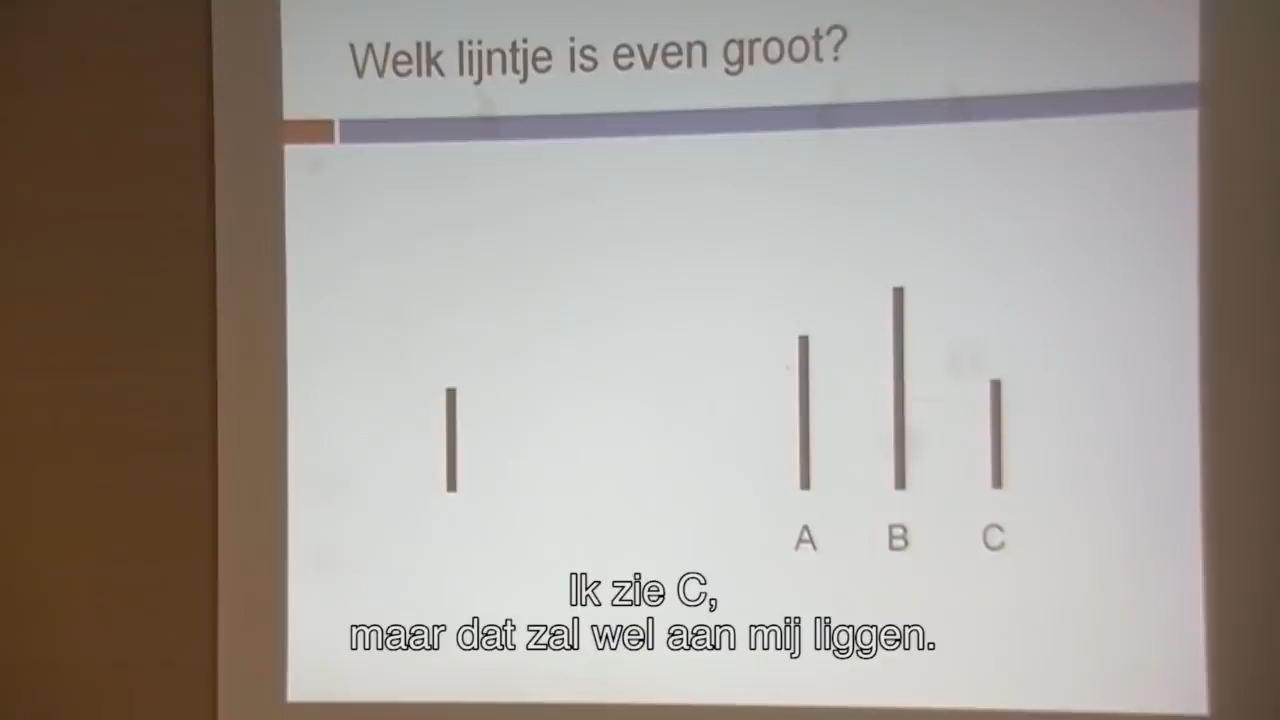 Welk lijntje is even groot?
A B C
Ik zie C,
maar dat zal wel aan mij liggen.